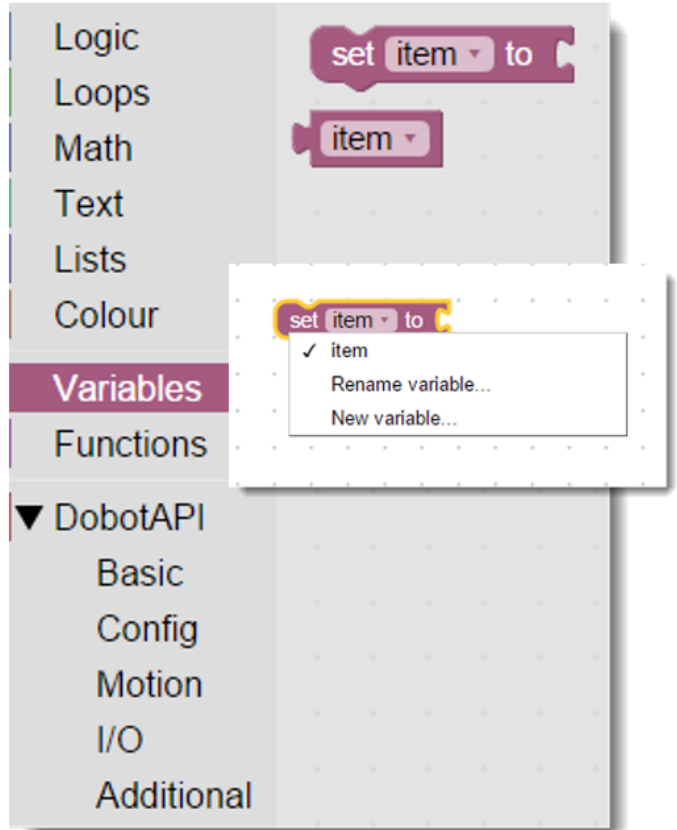 Logic
Loops
Math
Text
Lists
Colour
Variables
Functions
DobotAPI
Basic
Config
Motion
I/O
Additional
set item to
item
set item to
✓ item
Rename variable...
New variable...